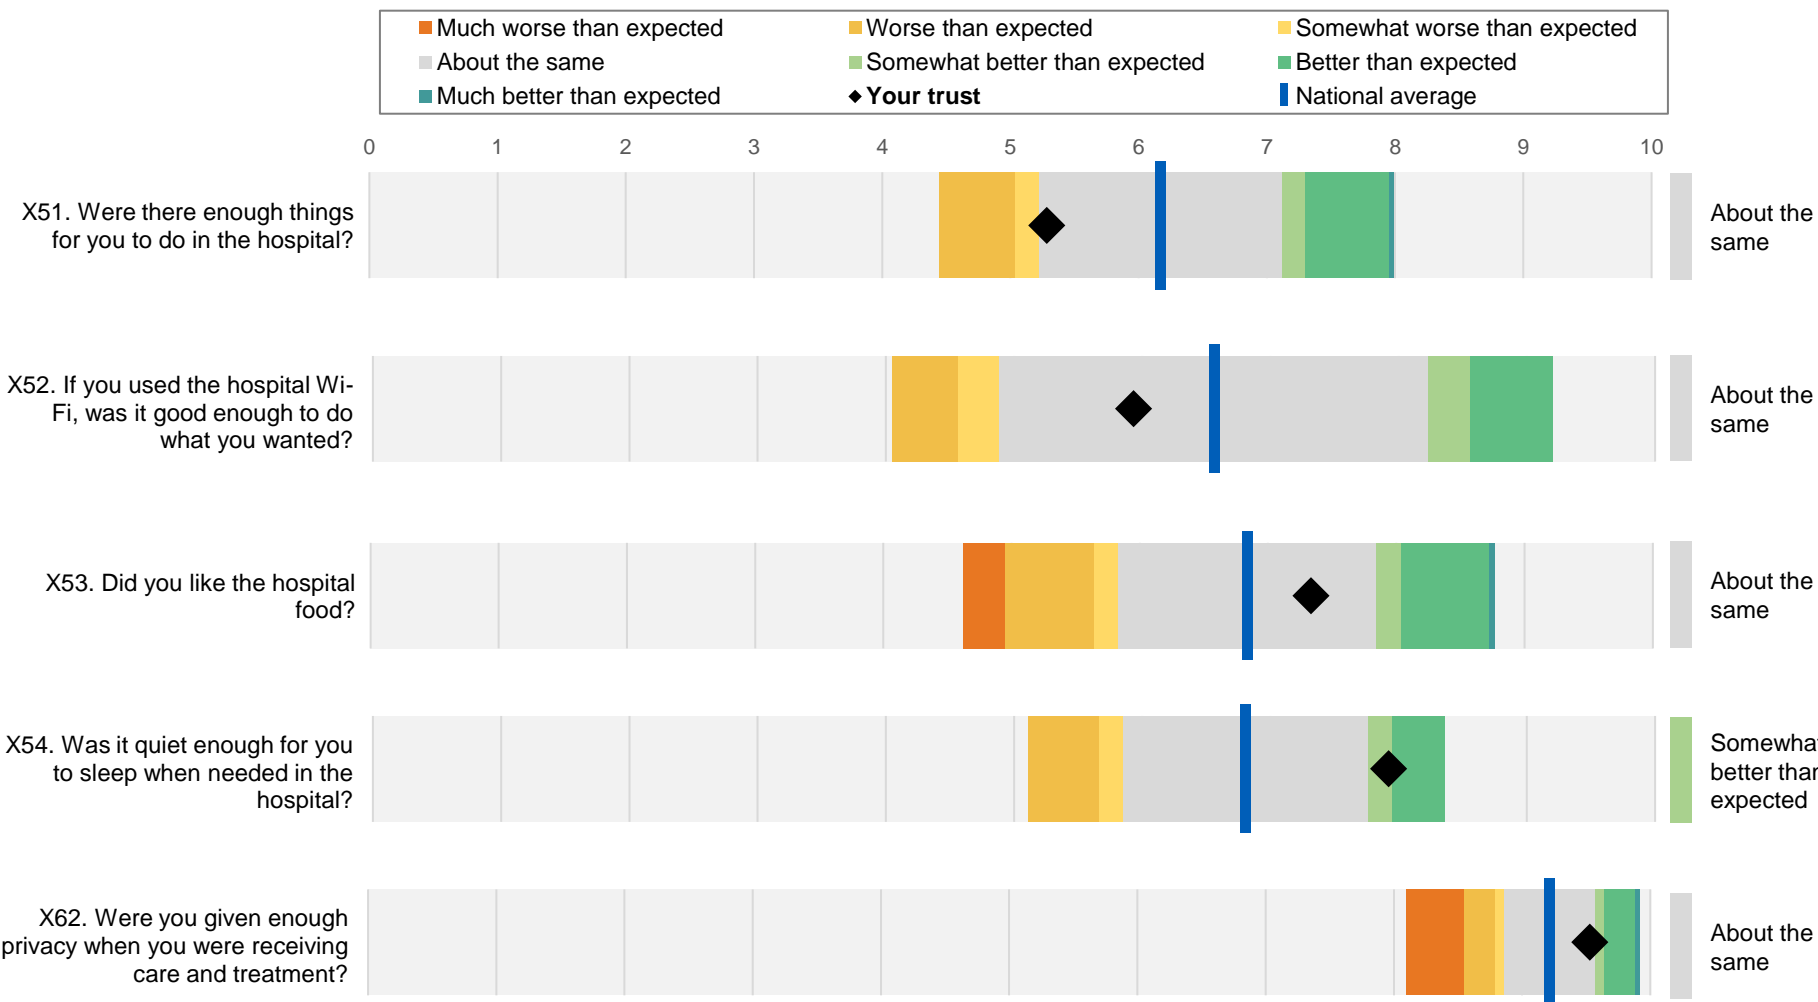 Much worse than expected
Worse than expected
Somewhat worse than expected
About the same
Somewhat better than expected
Better than expected
Much better than expected
Your trust
National average
0 1 2 3 4 5 6 7 8 9 10
X51. Were there enough things
for you to do in the hospital?
About the
same
X52. If you used the hospital Wi-
Fi, was it good enough to do
what you wanted?
About the
same
X53. Did you like the hospital
food?
About the
same
X54. Was it quiet enough for you
to sleep when needed in the
hospital?
Somewhat
better than
expected
X62. Were you given enough
privacy when you were receiving
care and treatment?
About the
same